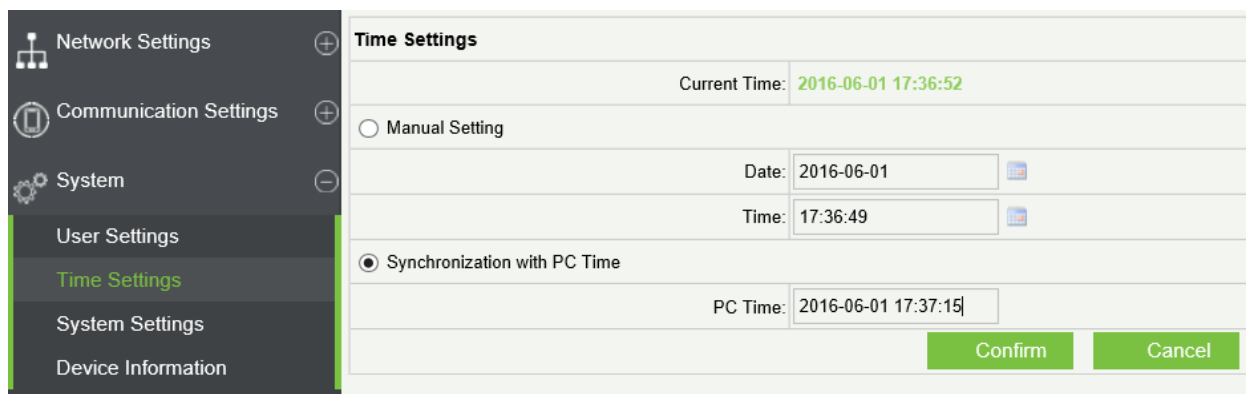 Network Settings
Communication Settings
System
User Settings
Time Settings
System Settings
Device Information
Time Settings
Current Time: 2016-06-01 17:36:52
Manual Setting
Date: 2016-06-01
Time: 17:36:49
Synchronization with PC Time
PC Time: 2016-06-01 17:37:15
Confirm Cancel